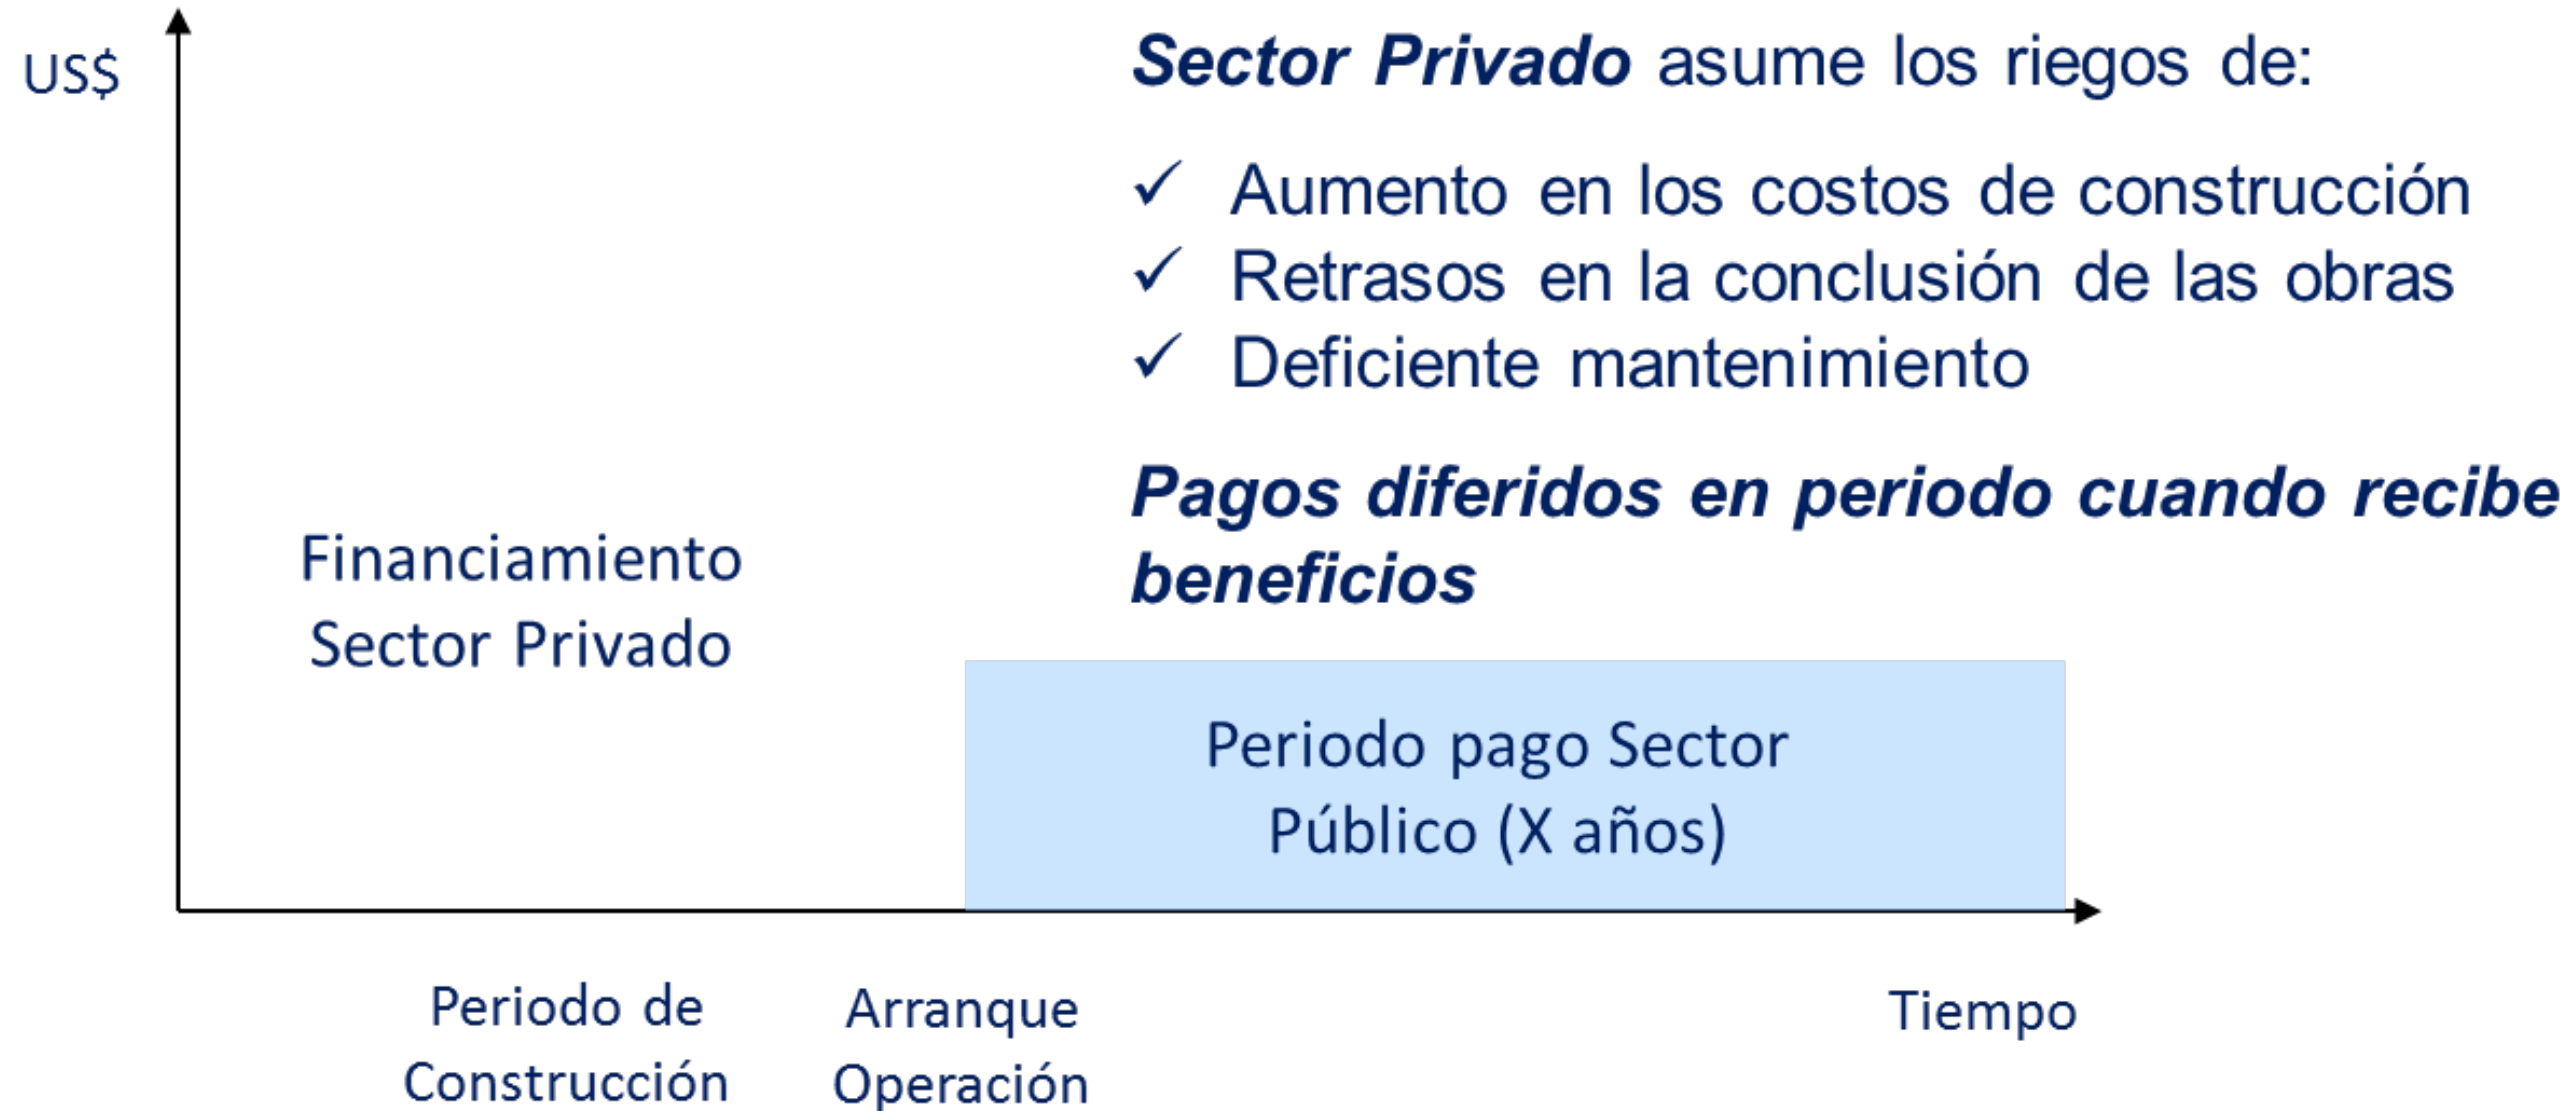 US$
Sector Privado asume los riegos de:
✓ Aumento en los costos de construcción
✓ Retrasos en la conclusión de las obras
✓ Deficiente mantenimiento
Pagos diferidos en periodo cuando recibe
beneficios
Financiamiento
Sector Privado
Periodo pago Sector
Público (X años)
Periodo de
Construcción
Arranque
Operación
Tiempo